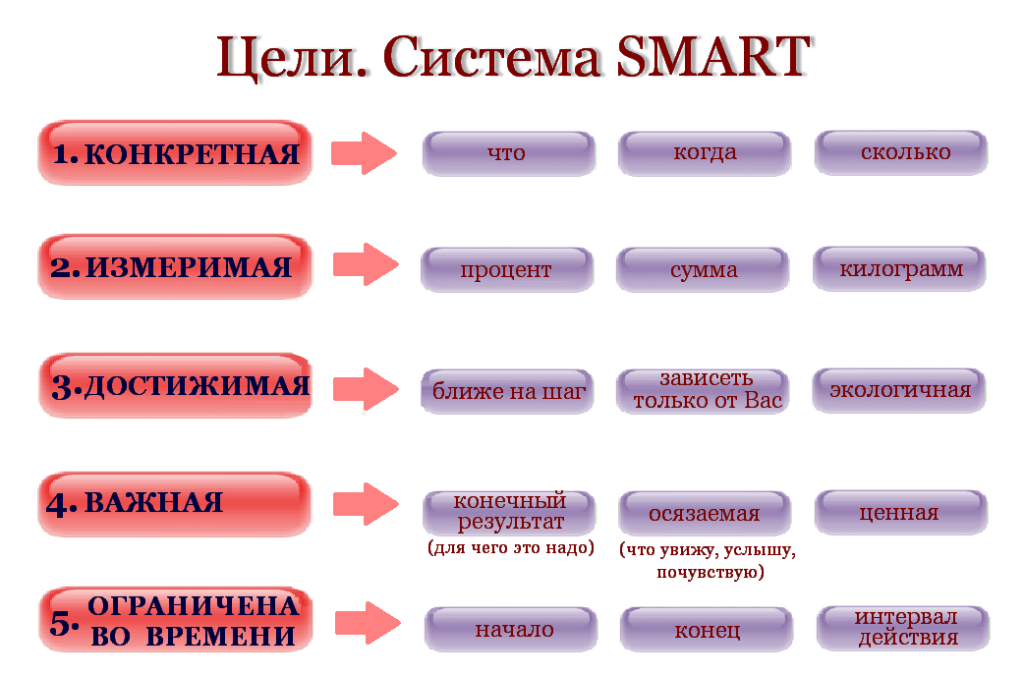 Цели. Система SMART
1. КОНКРЕТНАЯ
что
когда
сколько
2. ИЗМЕРИМАЯ
процент
сумма
килограмм
3. ДОСТИЖИМАЯ
ближе на шаг
зависеть
только от Вас
экологичная
4. ВАЖНАЯ
конечный
результат
(для чего это надо)
осязаемая
(что увижу, услышу,
почувствую)
ценная
5. ОГРАНИЧЕНА
ВО ВРЕМЕНИ
начало
конец
интервал
действия